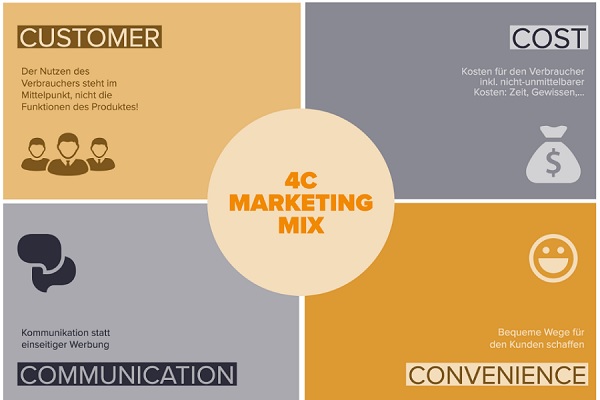 CUSTOMER
Der Nutzen des
Verbrauchers steht im
Mittelpunkt, nicht die
Funktionen des Produktes!
COST
Kosten für den Verbraucher
inkl. nicht-unmittelbarer
Kosten: Zeit, Gewissen,...
$
4C
MARKETING
MIX
Kommunikation statt
einseitiger Werbung
COMMUNICATION
Bequeme Wege für
den Kunden schaffen
CONVENIENCE